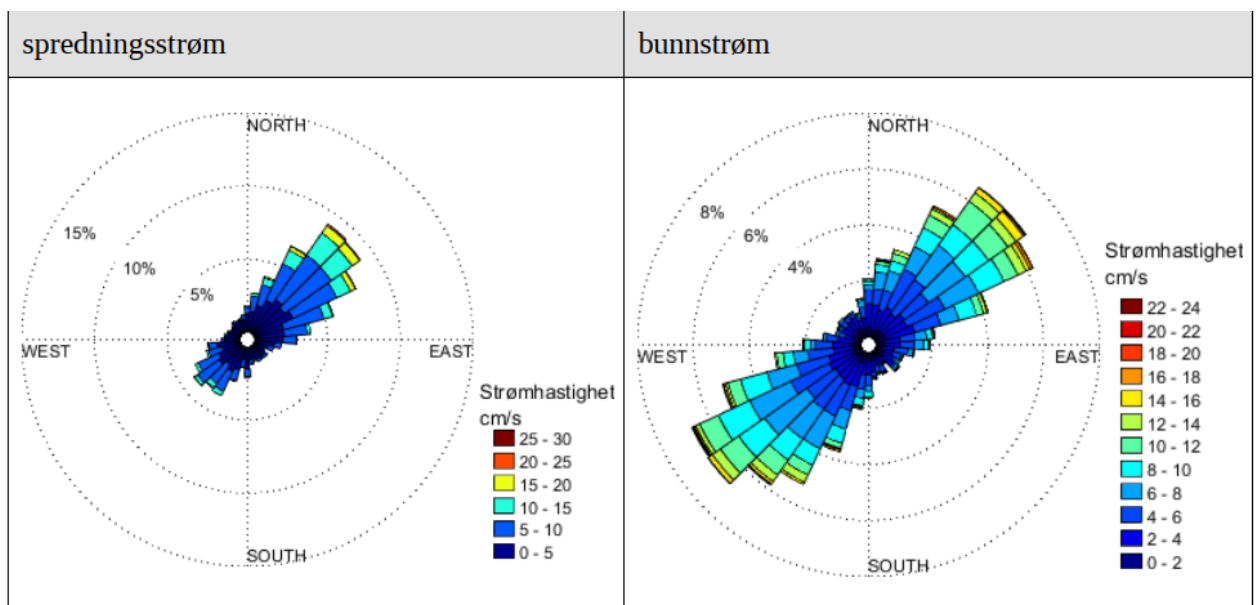 spredningsstrøm
bunnstrøm
NORTH
15%
10%
5%
WEST
EAST
SOUTH
Strømhastighet
cm/s
25 - 30
20 - 25
15 - 20
10 - 15
5 - 10
0 - 5
NORTH
8%
6%
4%
WEST
EAST
SOUTH
Strømhastighet
cm/s
22 - 24
20 - 22
18 - 20
16 - 18
14 - 16
12 - 14
10 - 12
8 - 10
6 - 8
4 - 6
2 - 4
0 - 2